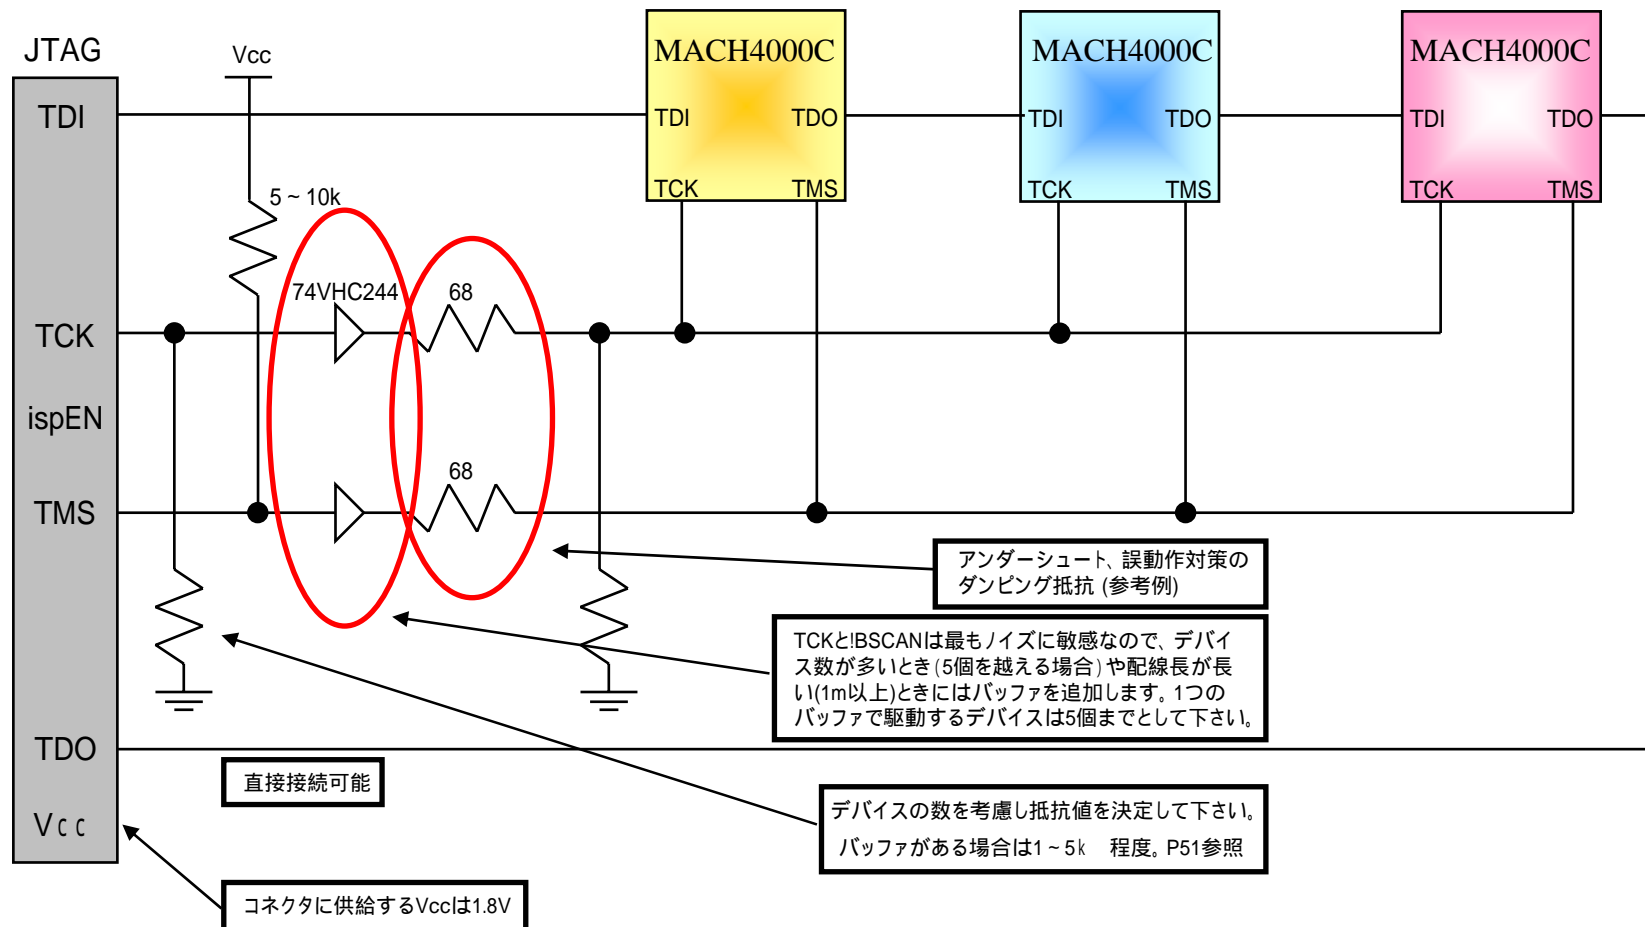 JTAG
Vcc
TDI
TCK
ispEN
TMS
TDO
Vcc
5 ~ 10k
74VHC244
68
68
MACH4000C
TDI TDO
TCK TMS
MACH4000C
TDI TDO
TCK TMS
MACH4000C
TDI TDO
TCK TMS
アンダーシュート、誤動作対策の
ダンピング抵抗 (参考例)
TCKと!BSCANは最もノイズに敏感なので、デバイ
ス数が多いとき(5個を越える場合)や配線長が長
い(1m以上)ときにはバッファを追加します。1つの
バッファで駆動するデバイスは5個までとして下さい。
直接接続可能
デバイスの数を考慮し抵抗値を決定して下さい。
バッファがある場合は1 ~ 5k 程度。P51参照
コネクタに供給するVccは1.8V